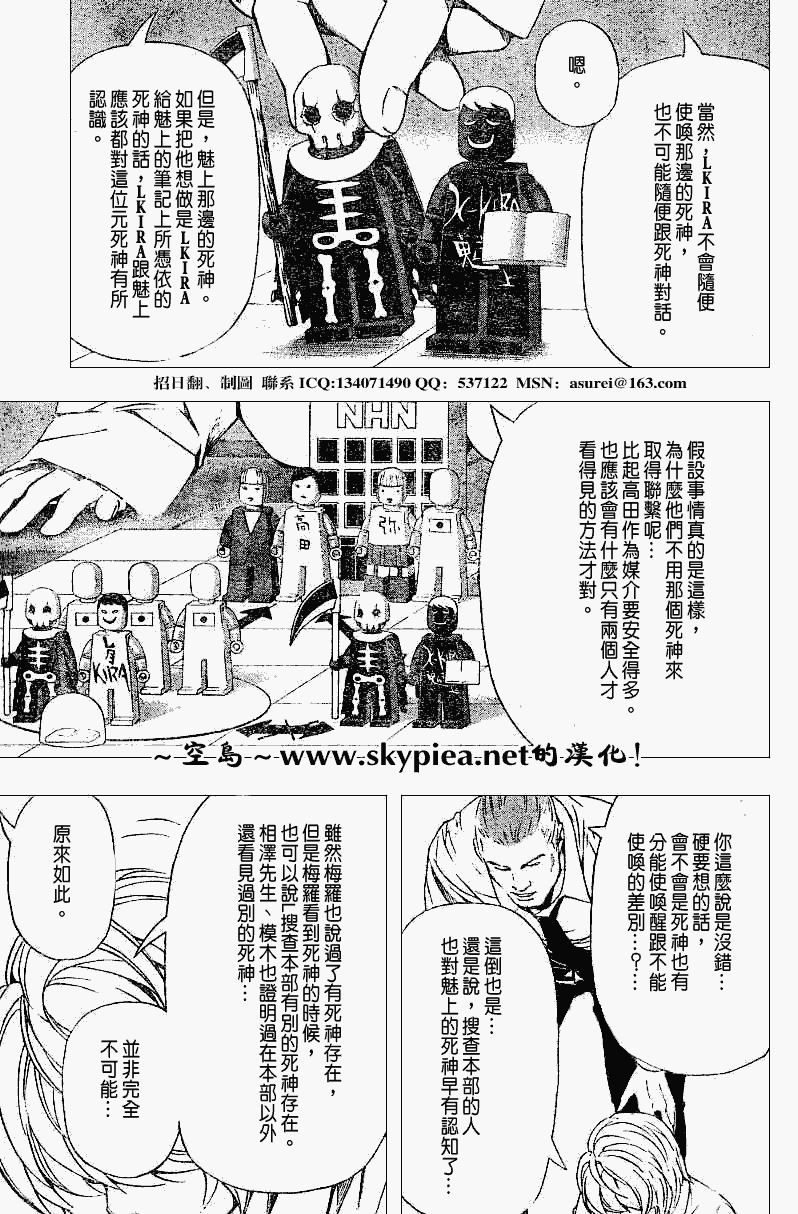 當然，LKIRA不會隨便
使喚那邊的死神，
也不可能隨便跟死神對話。
嗯。
但是，魅上那邊的死神。
如果把他想做是LKIRA
給魅上的筆記上所憑依的
死神的話，LKIRA跟魅上
應該都對這位元死神有所
認識。
X-KIRA
魅上
招日翻、制圖 聯系 ICQ:134071490 QQ：537122 MSN：asurei@163.com
假設事情真的是這樣，
為什麼他們不用那個死神來
取得聯繫呢…
比起高田作為媒介要安全得多。
也應該會有什麼只有兩個人才
看得見的方法才對。
NHN
高田
弥
KIRA
X-KIRA
~空島~www.skypiea.net的漢化!
你這麼說是沒錯…
硬要想的話，
會不會是死神也有
分能使喚醒跟不能
使喚的差別…？…
這倒也是…
還是說，搜查本部的人
也對魅上的死神早有認知了…
雖然梅羅也說過了有死神存在，
但是梅羅看到死神的時候，
也可以說「搜查本部有別的死神存在。
相澤先生、模木也證明過在本部以外
還看見過別的死神…
原來如此。
並非完全
不可能…